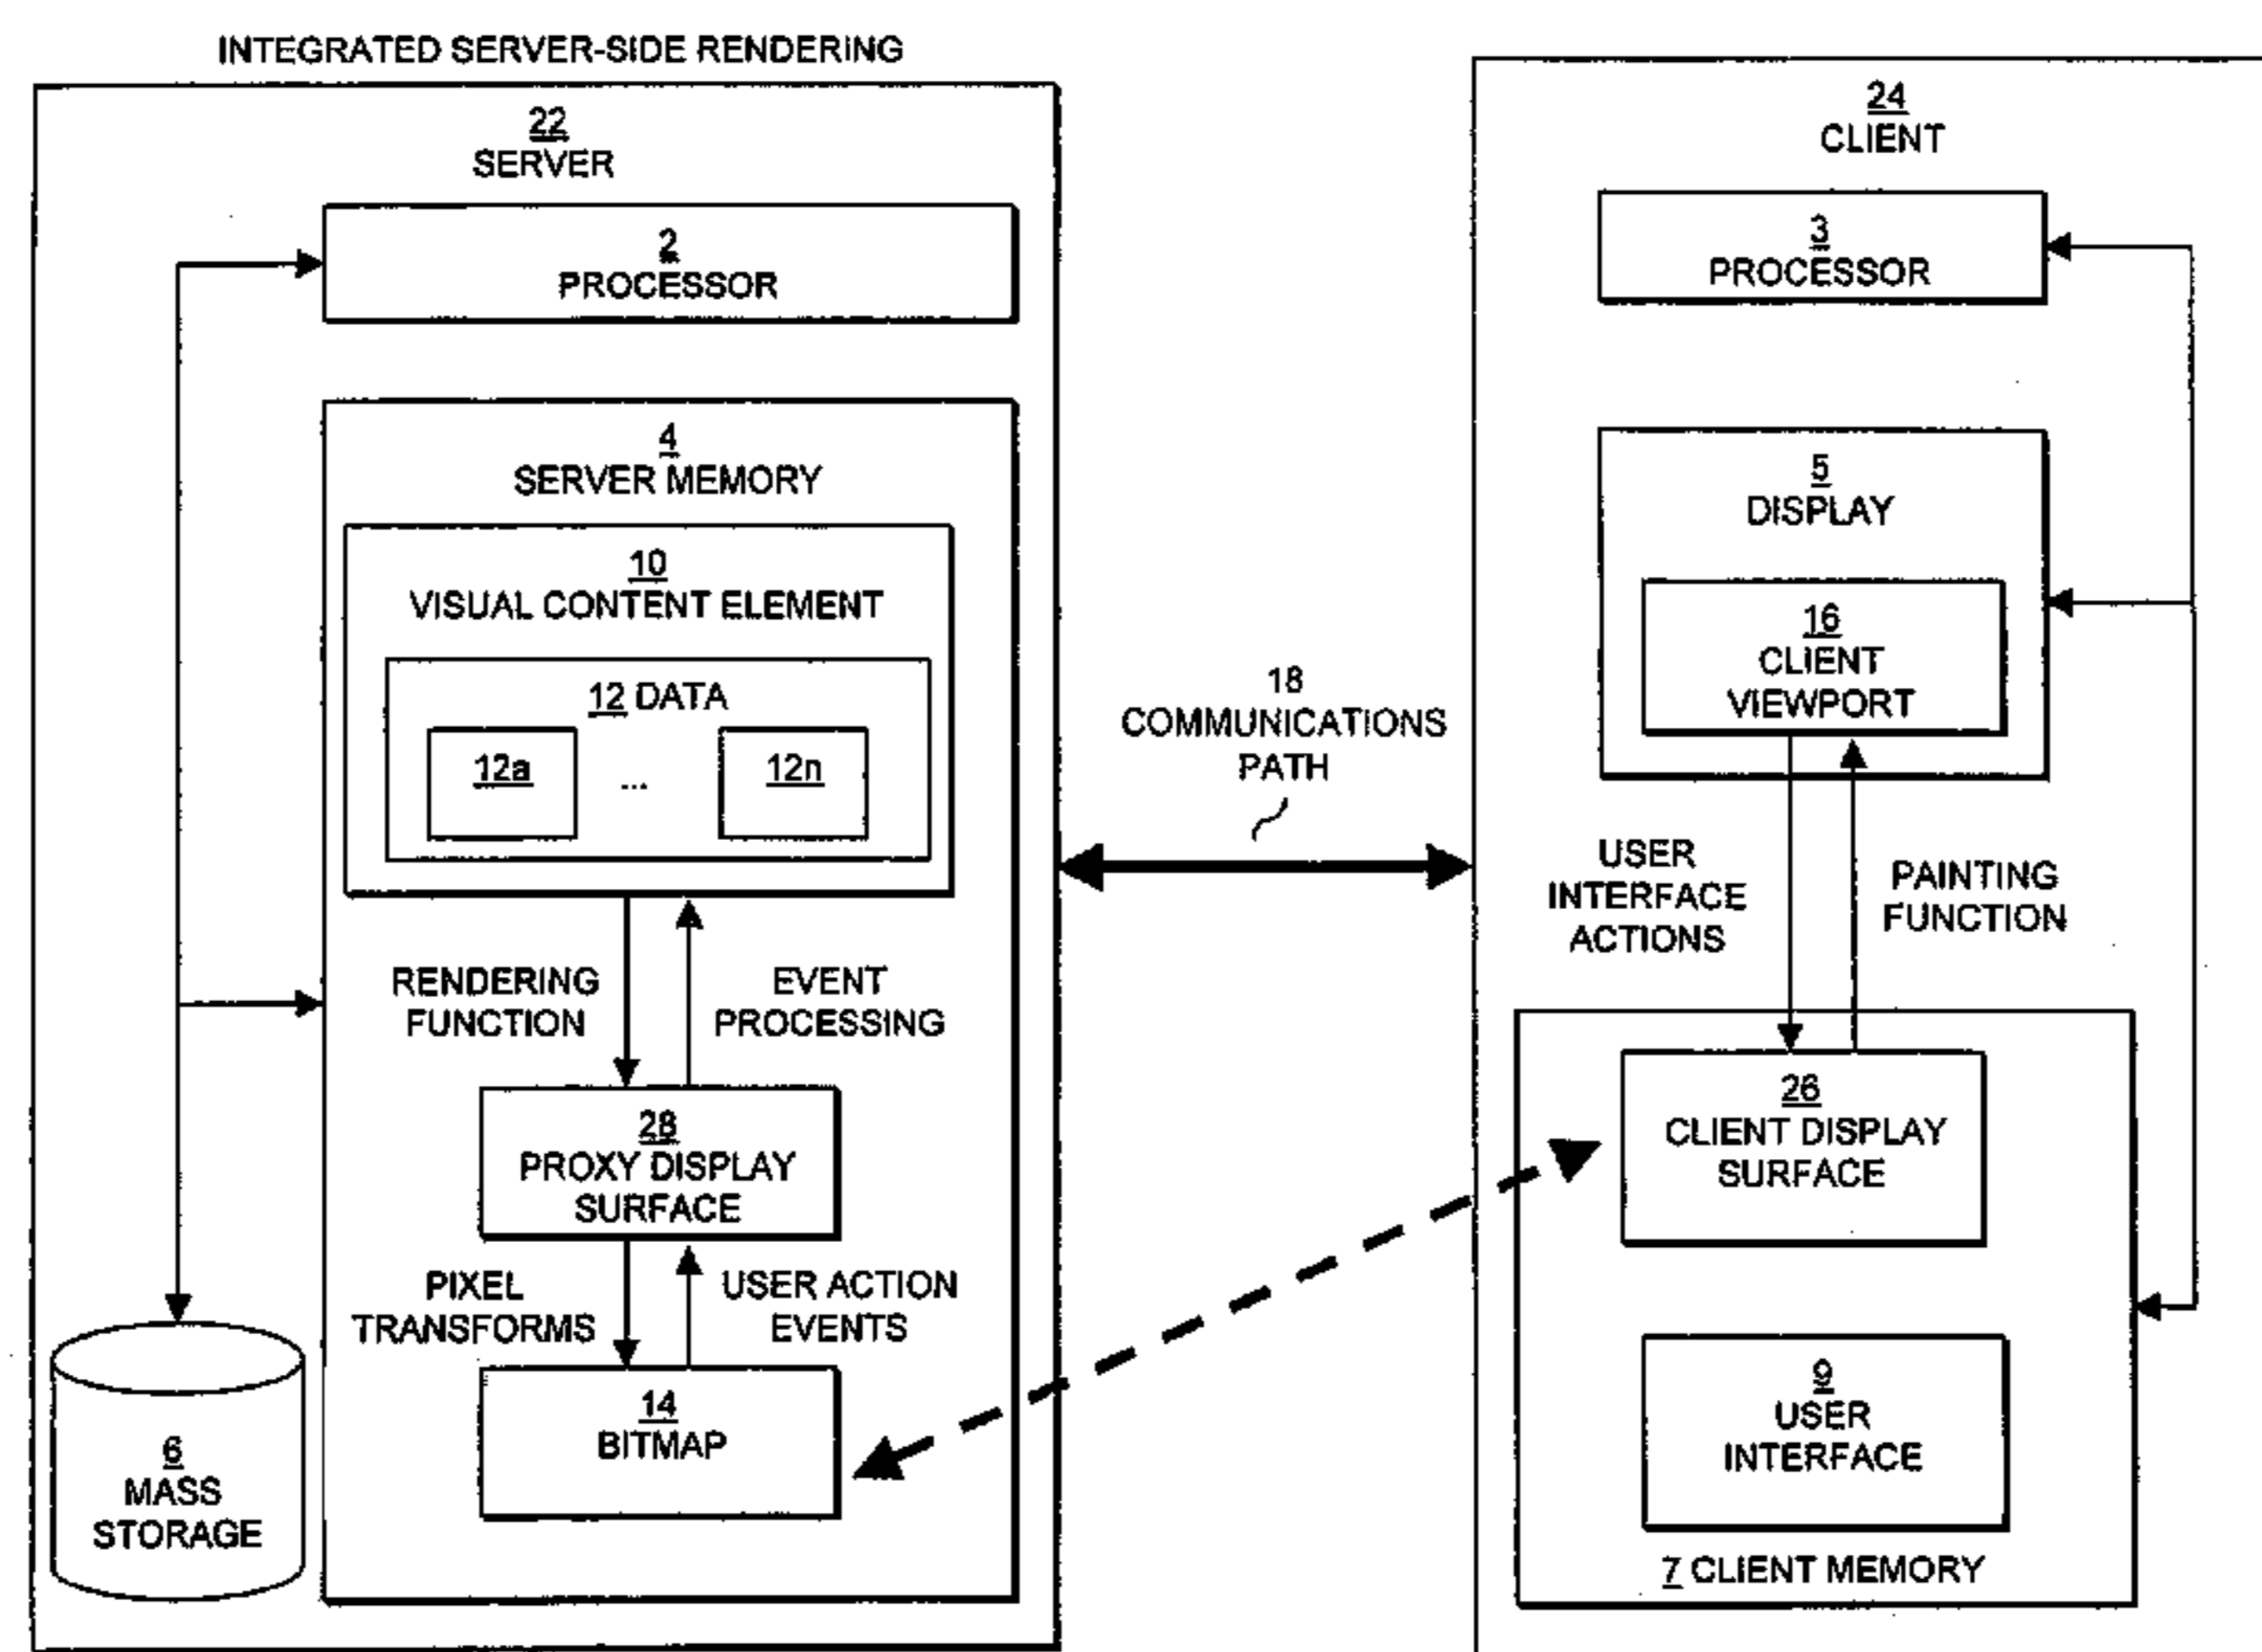 INTEGRATED SERVER-SIDE RENDERING
22
SERVER
2
PROCESSOR
4
SERVER MEMORY
10
VISUAL CONTENT ELEMENT
12 DATA
12a
...
12n
RENDERING
FUNCTION
EVENT
PROCESSING
28
PROXY DISPLAY
SURFACE
PIXEL
TRANSFORMS
USER ACTION
EVENTS
14
BITMAP
6
MASS
STORAGE
18
COMMUNICATIONS
PATH
24
CLIENT
3
PROCESSOR
5
DISPLAY
16
CLIENT
VIEWPORT
USER
INTERFACE
ACTIONS
PAINTING
FUNCTION
26
CLIENT DISPLAY
SURFACE
9
USER
INTERFACE
7 CLIENT MEMORY